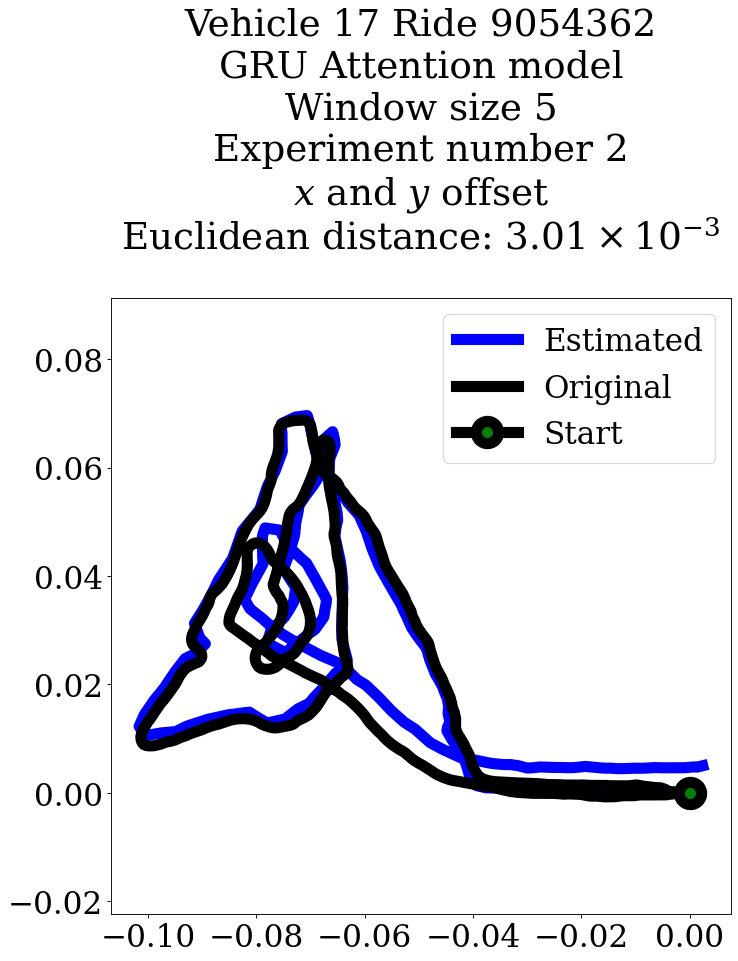 Vehicle 17 Ride 9054362
GRU Attention model
Window size 5
Experiment number 2
x and y offset
Euclidean distance: 3.01 × 10⁻³
Estimated
Original
Start
0.08
0.06
0.04
0.02
0.00
−0.02
−0.10 −0.08 −0.06 −0.04 −0.02 0.00